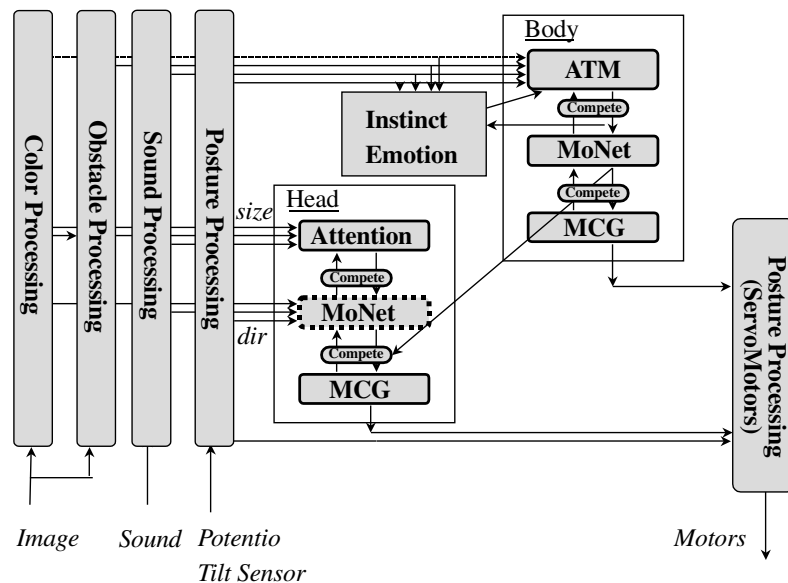 Body
ATM
Compete
Instinct
Emotion
MoNet
Compete
MCG
Color Processing
Obstacle Processing
Sound Processing
Posture Processing
size
Head
Attention
Compete
MoNet
dir
Compete
MCG
Posture Processing
(ServoMotors)
Image
Sound
Potentio
Tilt Sensor
Motors